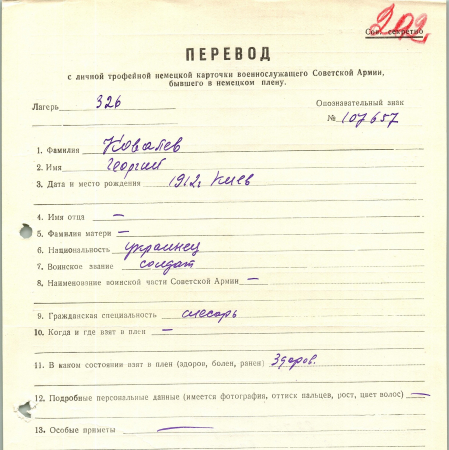 202
Сов. секретно
ПЕРЕВОД
с личной трофейной немецкой карточки военнослужащего Советской Армии,
бывшего в немецком плену.
Лагерь 326 Опознавательный знак
№ 107657
1. Фамилия Ковалев
2. Имя Георгий
3. Дата и место рождения 1912г Киев
4. Имя отца —
5. Фамилия матери —
6. Национальность украинец
7. Воинское звание солдат
8. Наименование воинской части Советской Армии —
9. Гражданская специальность слесарь
10. Когда и где взят в плен —
11. В каком состоянии взят в плен (здоров, болен, ранен) Здоров.
12. Подробные персональные данные (имеется фотография, оттиск пальцев, рост, цвет волос) —
13. Особые приметы —